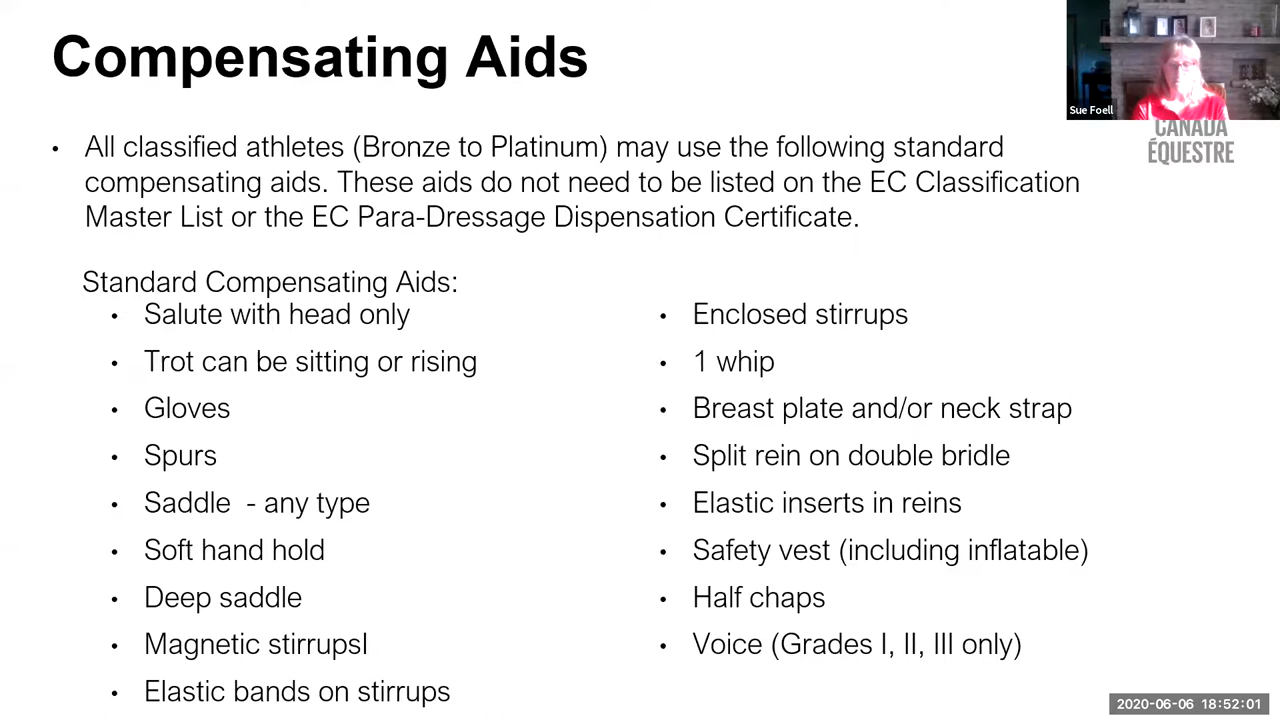 Compensating Aids
Sue Foell
CANADA
ÉQUESTRE
• All classified athletes (Bronze to Platinum) may use the following standard
compensating aids. These aids do not need to be listed on the EC Classification
Master List or the EC Para-Dressage Dispensation Certificate.
Standard Compensating Aids:
• Salute with head only
• Trot can be sitting or rising
• Gloves
• Spurs
• Saddle - any type
• Soft hand hold
• Deep saddle
• Magnetic stirrupsl
• Elastic bands on stirrups
• Enclosed stirrups
• 1 whip
• Breast plate and/or neck strap
• Split rein on double bridle
• Elastic inserts in reins
• Safety vest (including inflatable)
• Half chaps
• Voice (Grades I, II, III only)
2020-06-06 18:52:01